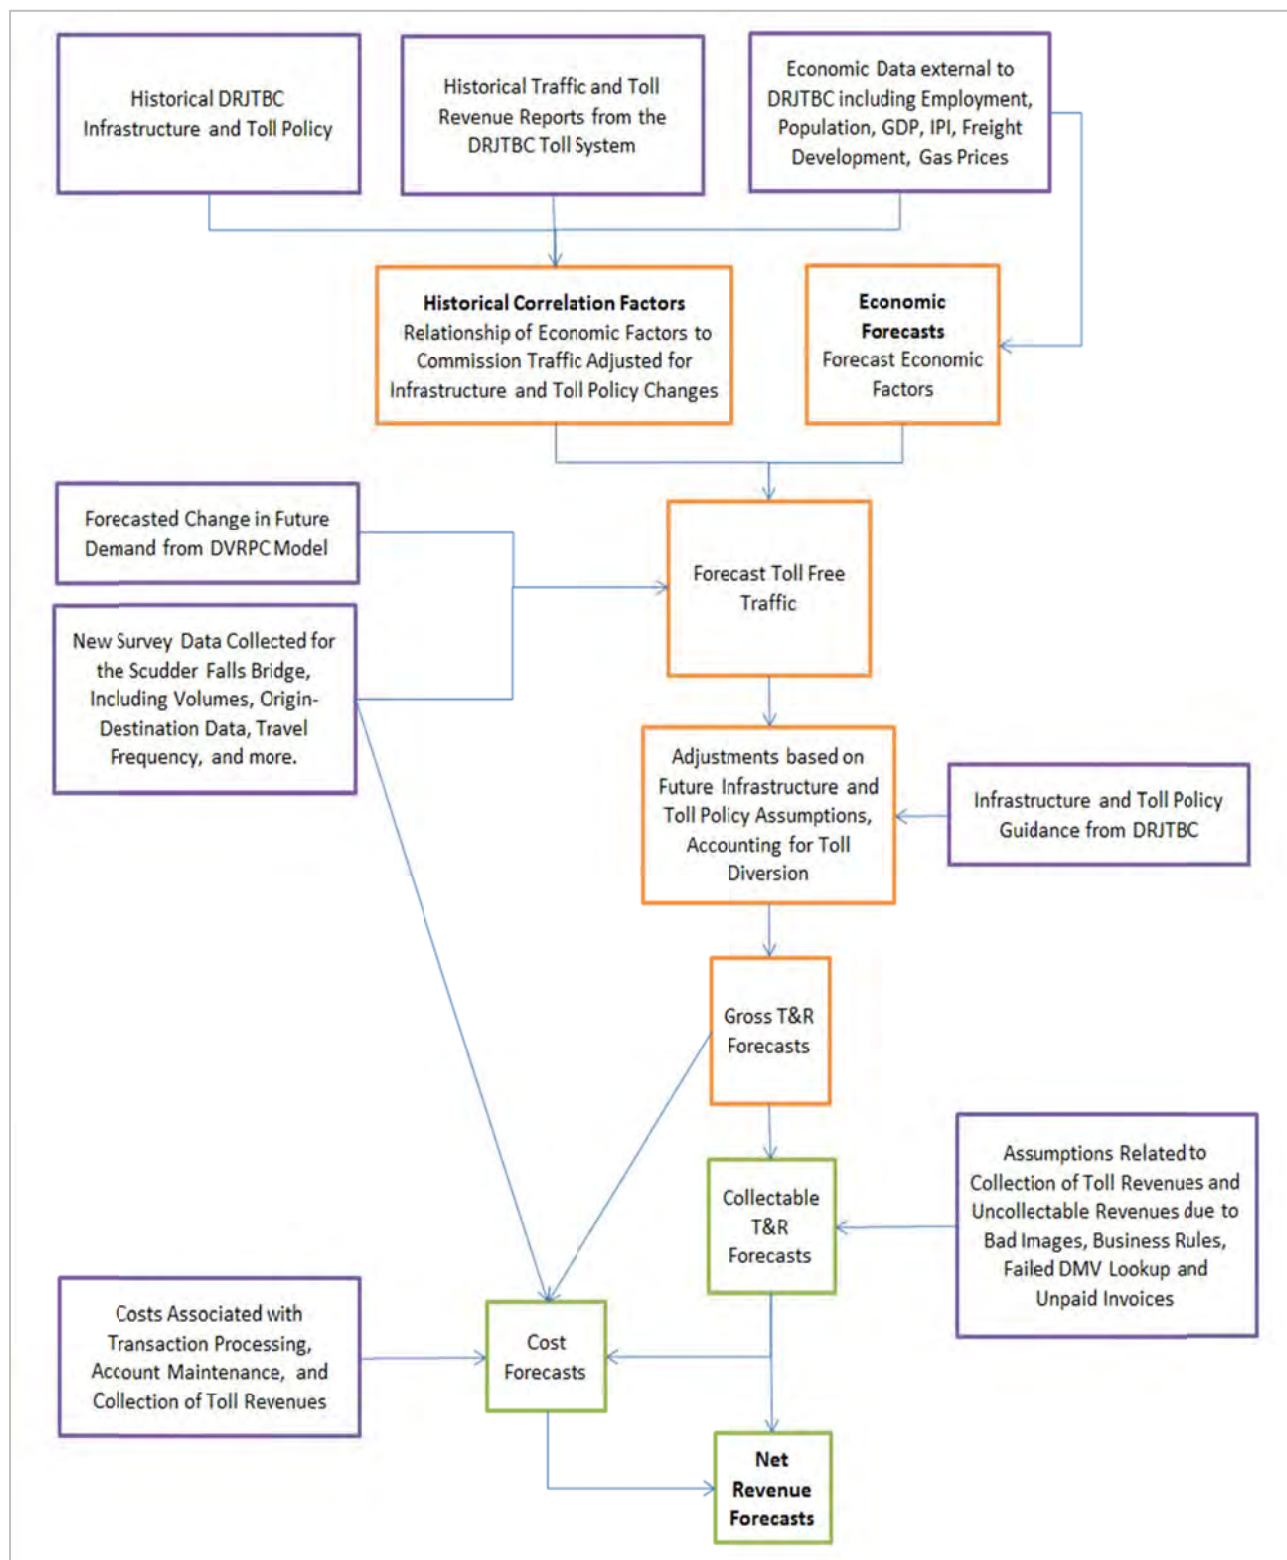 Historical DRJTBC
Infrastructure and Toll Policy
Historical Traffic and Toll
Revenue Reports from the
DRJTBC Toll System
Economic Data external to
DRJTBC including Employment,
Population, GDP, IPI, Freight
Development, Gas Prices
Historical Correlation Factors
Relationship of Economic Factors to
Commission Traffic Adjusted for
Infrastructure and Toll Policy Changes
Economic
Forecasts
Forecast Economic
Factors
Forecasted Change in Future
Demand from DVRPC Model
Forecast Toll Free
Traffic
New Survey Data Collected for
the Scudder Falls Bridge,
Including Volumes, Origin-
Destination Data, Travel
Frequency, and more.
Adjustments based on
Future Infrastructure and
Toll Policy Assumptions,
Accounting for Toll
Diversion
Infrastructure and Toll Policy
Guidance from DRJTBC
Gross T&R
Forecasts
Collectable
T&R
Forecasts
Assumptions Related to
Collection of Toll Revenues and
Uncollectable Revenues due to
Bad Images, Business Rules,
Failed DMV Lookup and
Unpaid Invoices
Costs Associated with
Transaction Processing,
Account Maintenance, and
Collection of Toll Revenues
Cost
Forecasts
Net
Revenue
Forecasts